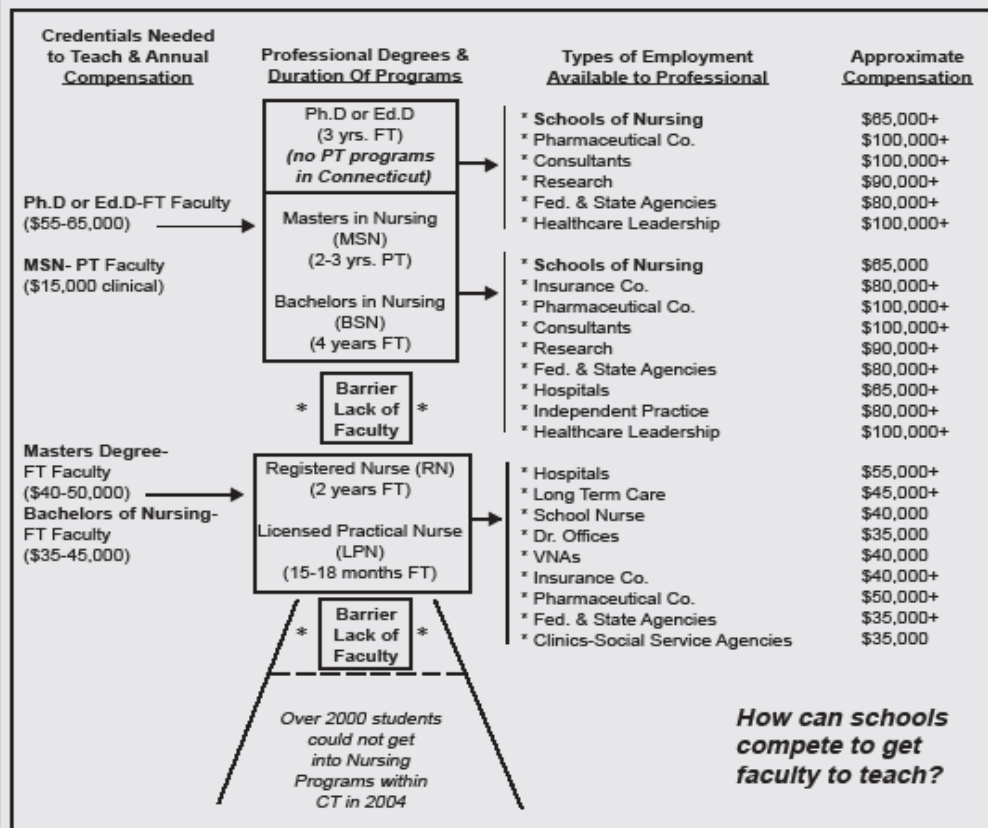 Credentials Needed
to Teach & Annual
Compensation
Professional Degrees &
Duration Of Programs
Types of Employment
Available to Professional
Approximate
Compensation
Ph.D or Ed.D
(3 yrs. FT)
(no PT programs
in Connecticut)
* Schools of Nursing $65,000+
* Pharmaceutical Co. $100,000+
* Consultants $100,000+
* Research $90,000+
* Fed. & State Agencies $80,000+
* Healthcare Leadership $100,000+
Ph.D or Ed.D-FT Faculty
($55-65,000)
MSN- PT Faculty
($15,000 clinical)
Masters in Nursing
(MSN)
(2-3 yrs. PT)
Bachelors in Nursing
(BSN)
(4 years FT)
* Schools of Nursing $65,000
* Insurance Co. $80,000+
* Pharmaceutical Co. $100,000+
* Consultants $100,000+
* Research $90,000+
* Fed. & State Agencies $80,000+
* Hospitals $65,000+
* Independent Practice $80,000+
* Healthcare Leadership $100,000+
Barrier
* Lack of *
Faculty
Masters Degree-
FT Faculty
($40-50,000)
Bachelors of Nursing-
FT Faculty
($35-45,000)
Registered Nurse (RN)
(2 years FT)
Licensed Practical Nurse
(LPN)
(15-18 months FT)
* Hospitals $55,000+
* Long Term Care $45,000+
* School Nurse $40,000
* Dr. Offices $35,000
* VNAs $40,000
* Insurance Co. $40,000+
* Pharmaceutical Co. $50,000+
* Fed. & State Agencies $35,000+
* Clinics-Social Service Agencies $35,000
Barrier
* Lack of *
Faculty
Over 2000 students
could not get
into Nursing
Programs within
CT in 2004
How can schools
compete to get
faculty to teach?